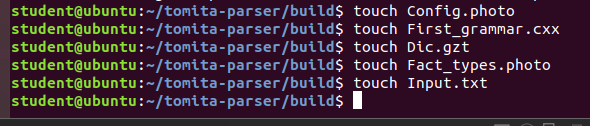 student@ubuntu:~/tomita-parser/build$ touch Config.photo
student@ubuntu:~/tomita-parser/build$ touch First_grammar.cxx
student@ubuntu:~/tomita-parser/build$ touch Dic.gzt
student@ubuntu:~/tomita-parser/build$ touch Fact_types.photo
student@ubuntu:~/tomita-parser/build$ touch Input.txt
student@ubuntu:~/tomita-parser/build$